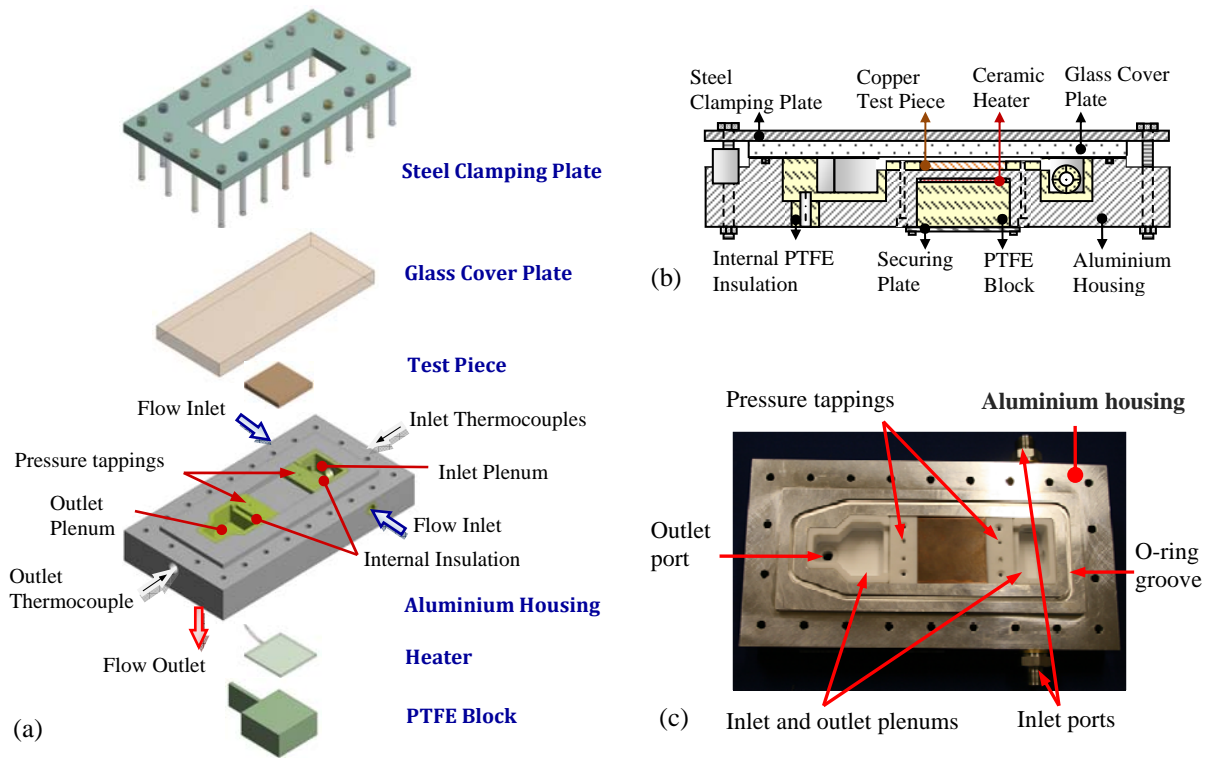 Steel Clamping Plate
Glass Cover Plate
Test Piece
Flow Inlet
Inlet Thermocouples
Pressure tappings
Inlet Plenum
Outlet
Plenum
Flow Inlet
Internal Insulation
Outlet
Thermocouple
Aluminium Housing
Flow Outlet
Heater
PTFE Block
(a)
Steel
Clamping Plate
Copper
Test Piece
Ceramic
Heater
Glass Cover
Plate
Internal PTFE
Insulation
Securing
Plate
PTFE
Block
Aluminium
Housing
(b)
Pressure tappings
Aluminium housing
Outlet
port
O-ring
groove
Inlet and outlet plenums
Inlet ports
(c)